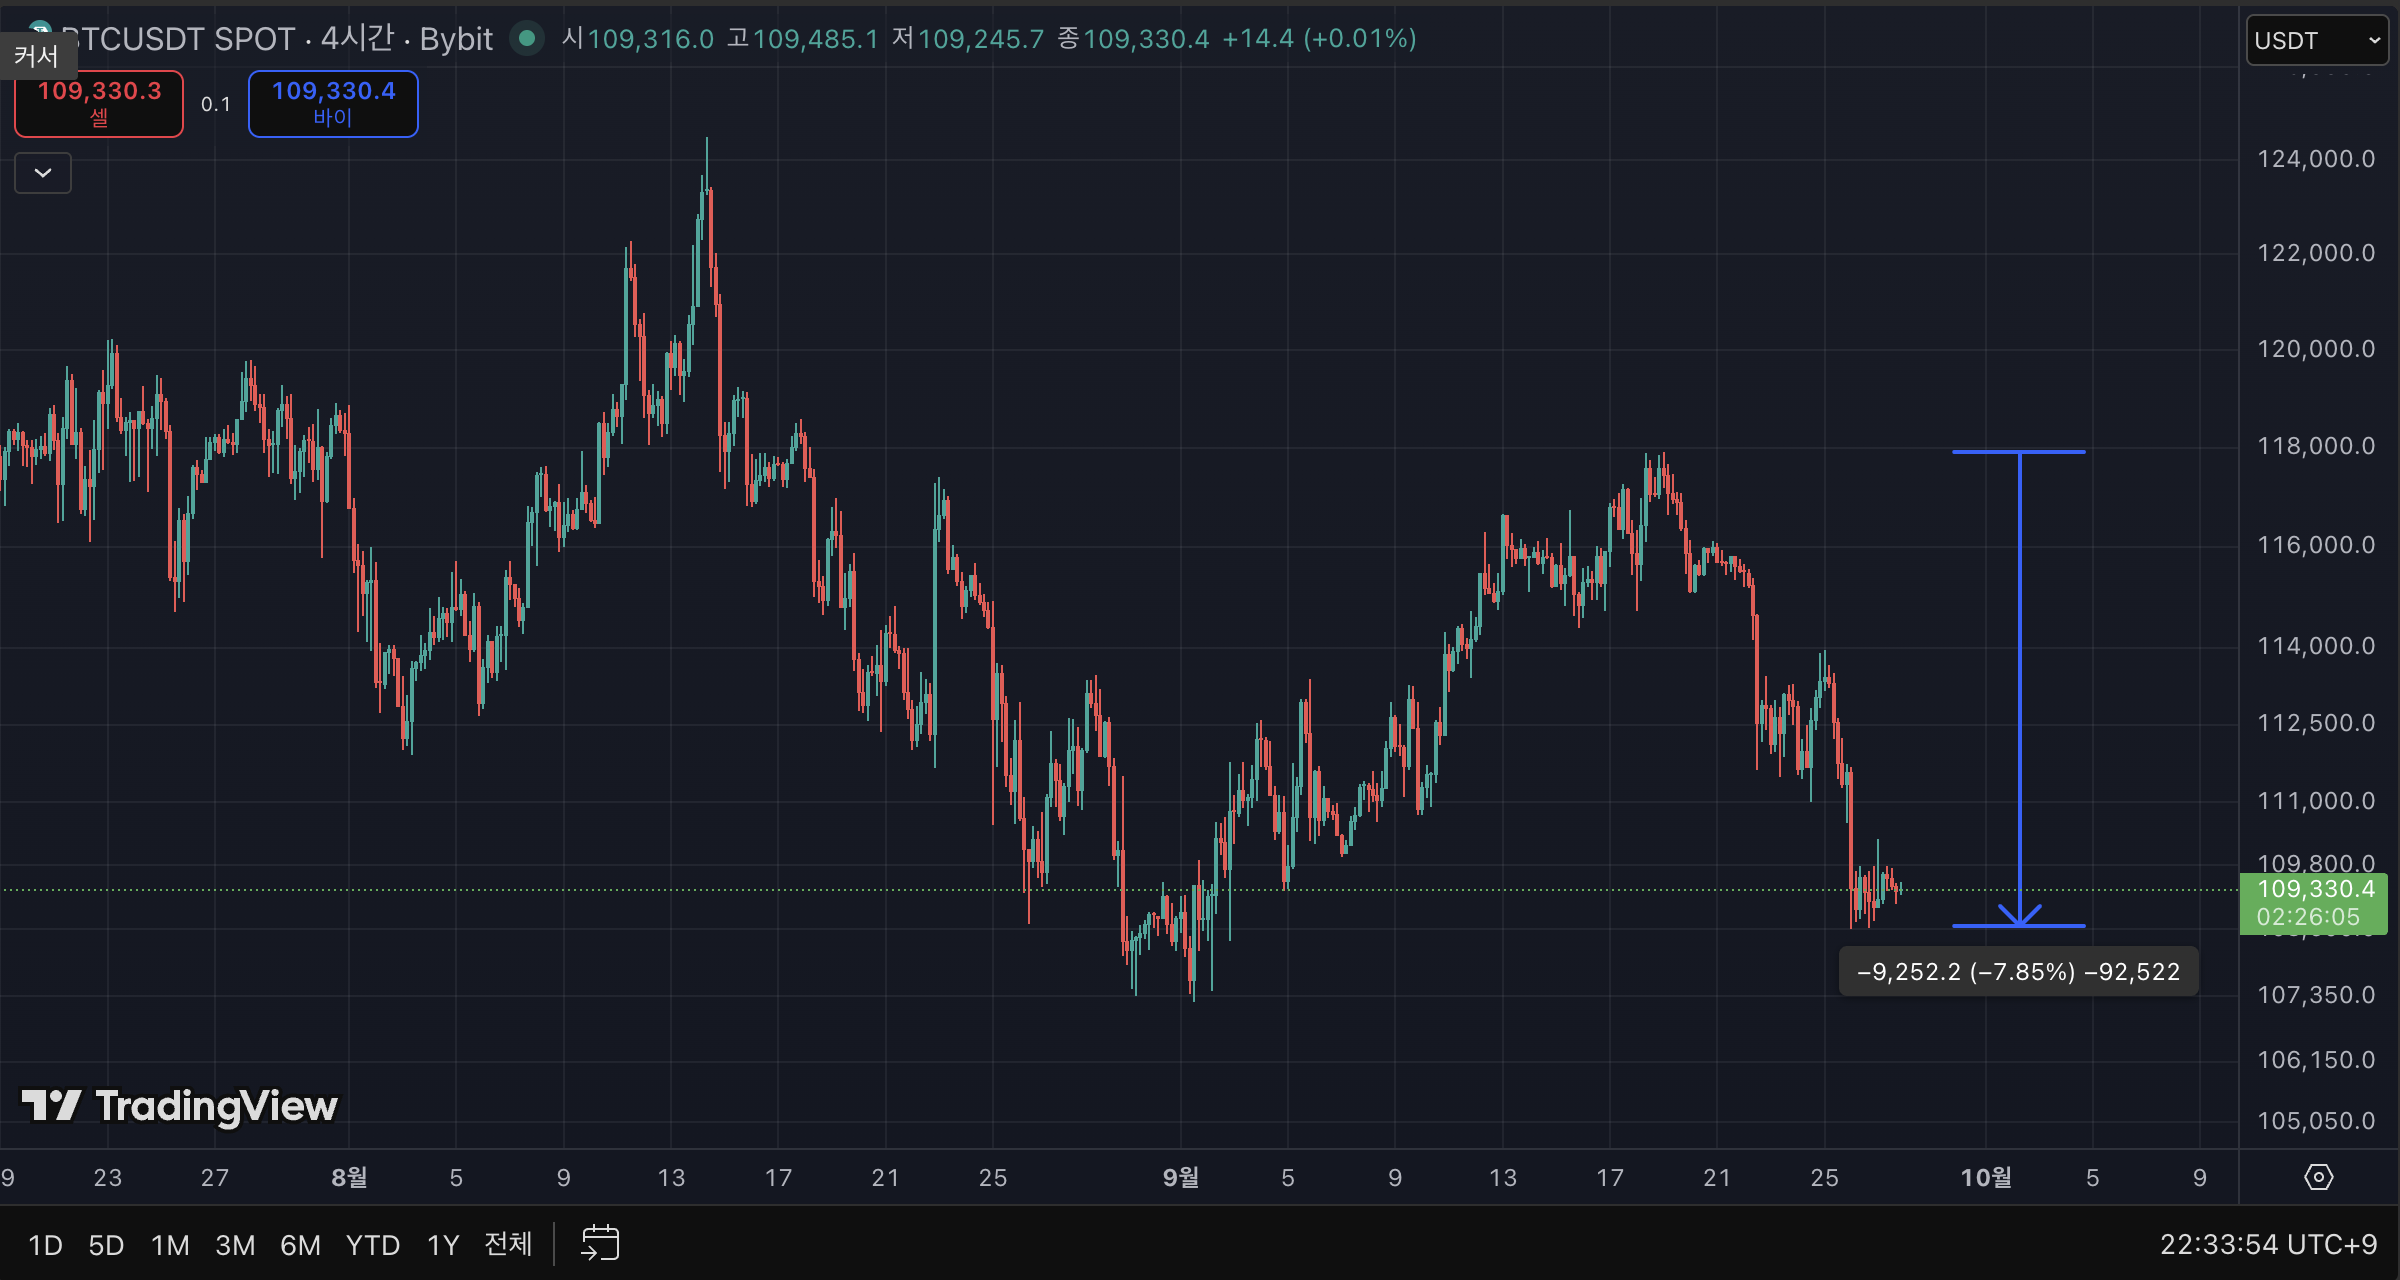 BTCUSDT SPOT · 4시간 · Bybit 시109,316.0 고109,485.1 저109,245.7 종109,330.4 +14.4 (+0.01%)
USDT
커서
109,330.3
셀
0.1
109,330.4
바이
124,000.0
122,000.0
120,000.0
118,000.0
116,000.0
114,000.0
112,500.0
111,000.0
109,800.0
109,330.4
02:26:05
107,350.0
106,150.0
105,050.0
−9,252.2 (−7.85%) −92,522
TradingView
9 23 27 8월 5 9 13 17 21 25 9월 5 9 13 17 21 25 10월 5 9
1D 5D 1M 3M 6M YTD 1Y 전체
22:33:54 UTC+9